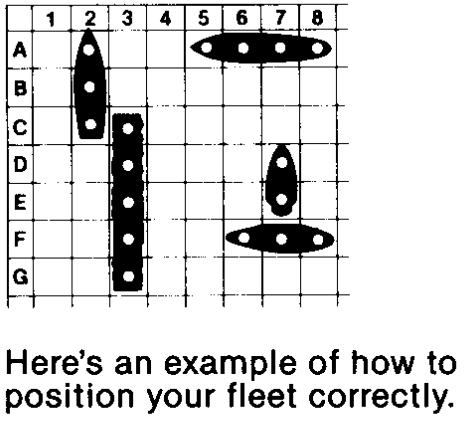 1 2 3 4 5 6 7 8
A
B
C
D
E
F
G
Here's an example of how to
position your fleet correctly.